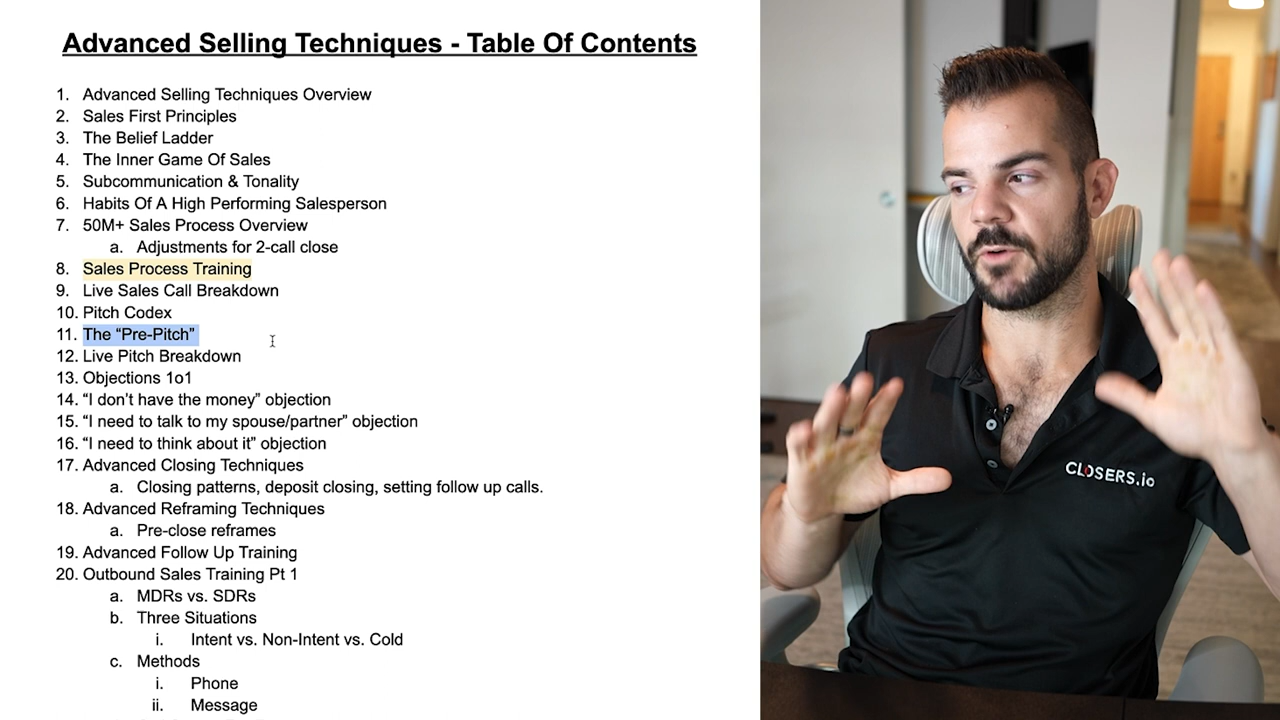 Advanced Selling Techniques - Table Of Contents
1. Advanced Selling Techniques Overview
2. Sales First Principles
3. The Belief Ladder
4. The Inner Game Of Sales
5. Subcommunication & Tonality
6. Habits Of A High Performing Salesperson
7. 50M+ Sales Process Overview
a. Adjustments for 2-call close
8. Sales Process Training
9. Live Sales Call Breakdown
10. Pitch Codex
11. The “Pre-Pitch”
12. Live Pitch Breakdown
13. Objections 1o1
14. “I don’t have the money” objection
15. “I need to talk to my spouse/partner” objection
16. “I need to think about it” objection
17. Advanced Closing Techniques
a. Closing patterns, deposit closing, setting follow up calls.
18. Advanced Reframing Techniques
a. Pre-close reframes
19. Advanced Follow Up Training
20. Outbound Sales Training Pt 1
a. MDRs vs. SDRs
b. Three Situations
i. Intent vs. Non-Intent vs. Cold
c. Methods
i. Phone
ii. Message
CLOSERS.io